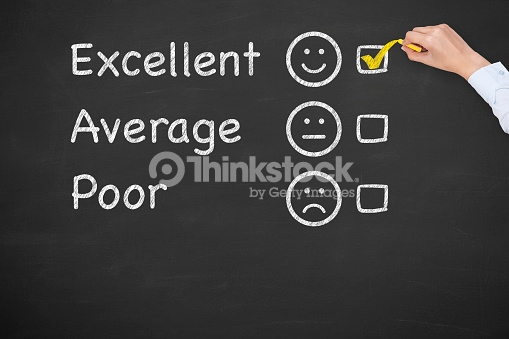 Excellent
Average
Poor
Thinkstock
by Getty Images